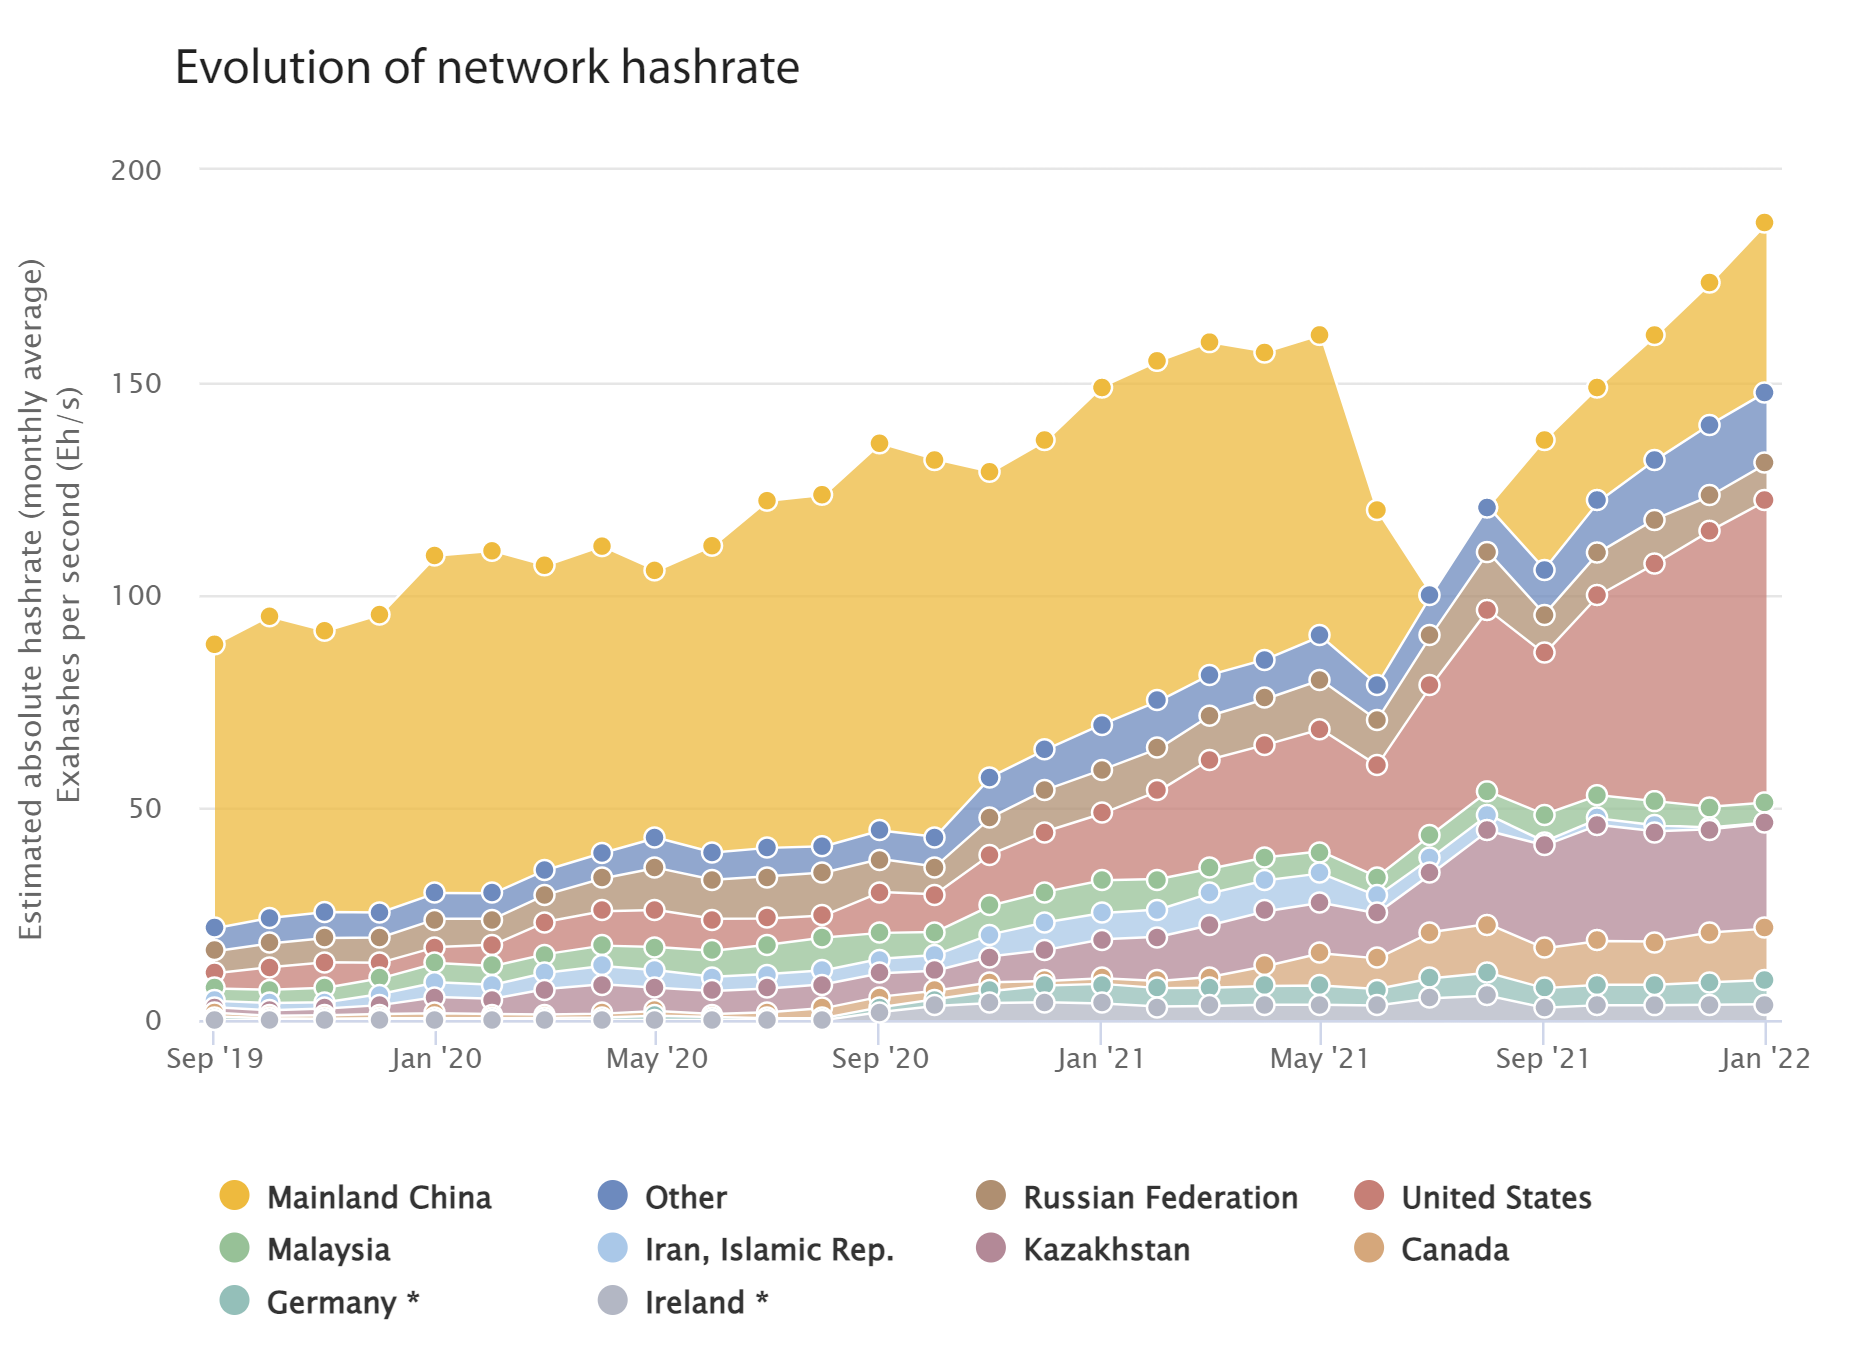 Evolution of network hashrate
Estimated absolute hashrate (monthly average)
Exahashes per second (Eh/s)
200
150
100
50
0
Sep '19 Jan '20 May '20 Sep '20 Jan '21 May '21 Sep '21 Jan '22
Mainland China Other Russian Federation United States
Malaysia Iran, Islamic Rep. Kazakhstan Canada
Germany * Ireland *